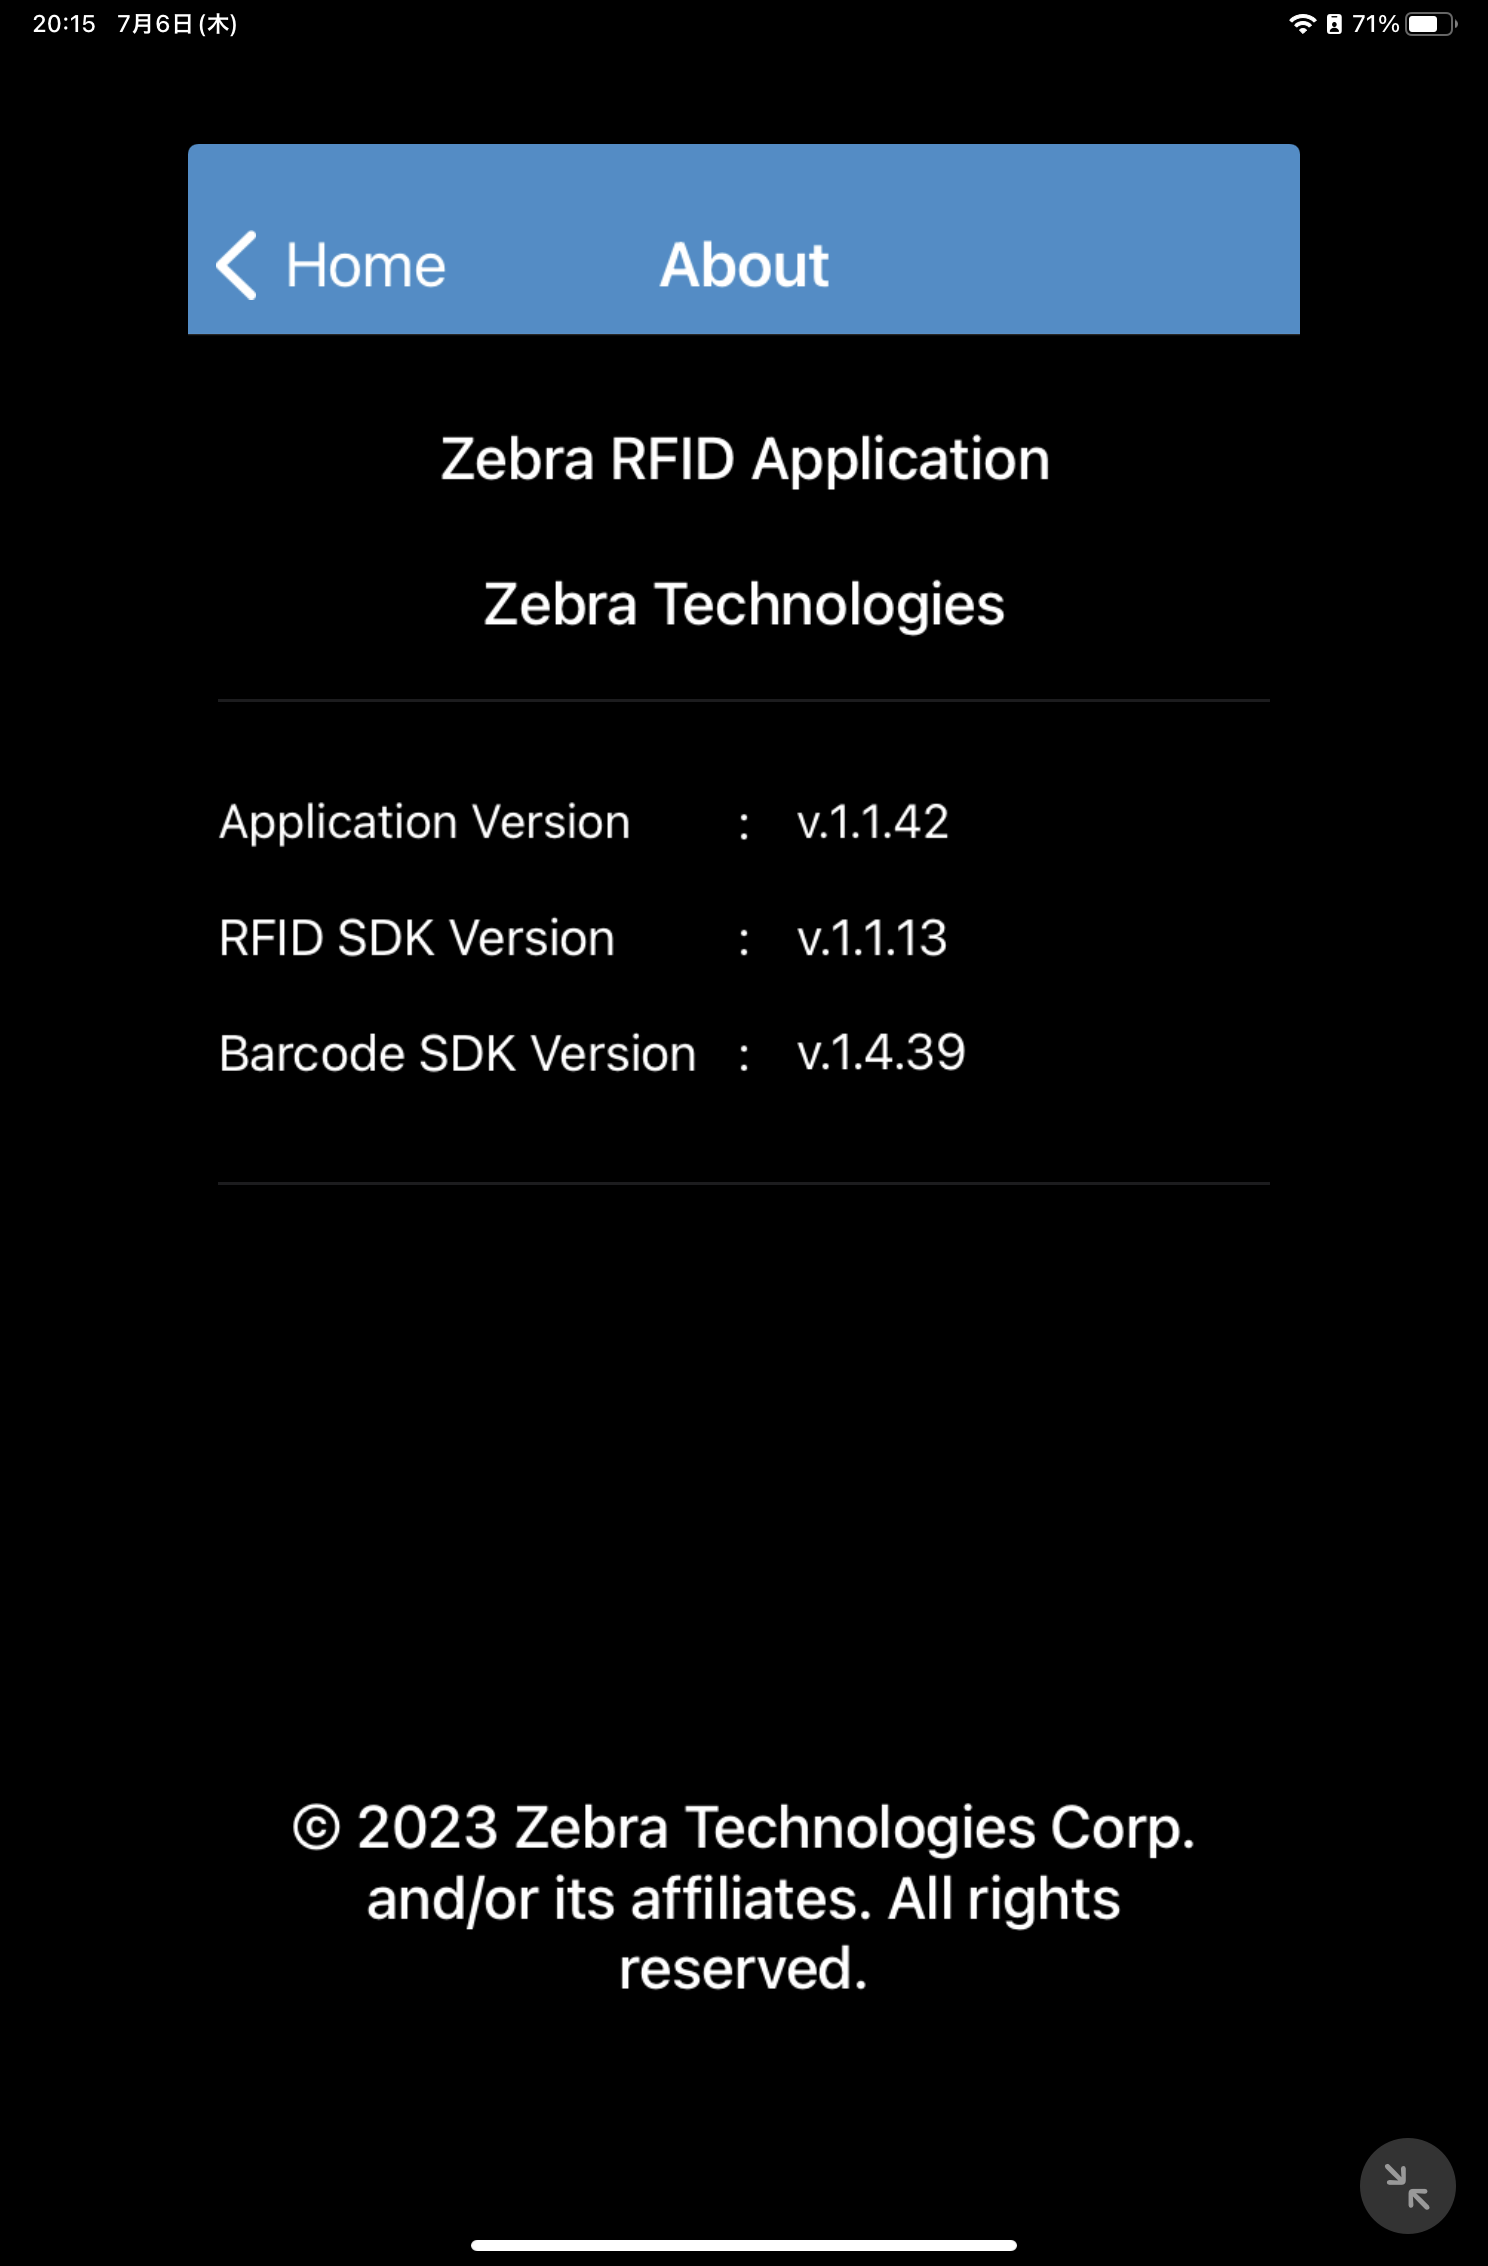 20:15 7月6日(木) 71%
Home About
Zebra RFID Application
Zebra Technologies
Application Version : v.1.1.42
RFID SDK Version : v.1.1.13
Barcode SDK Version : v.1.4.39
© 2023 Zebra Technologies Corp.
and/or its affiliates. All rights
reserved.